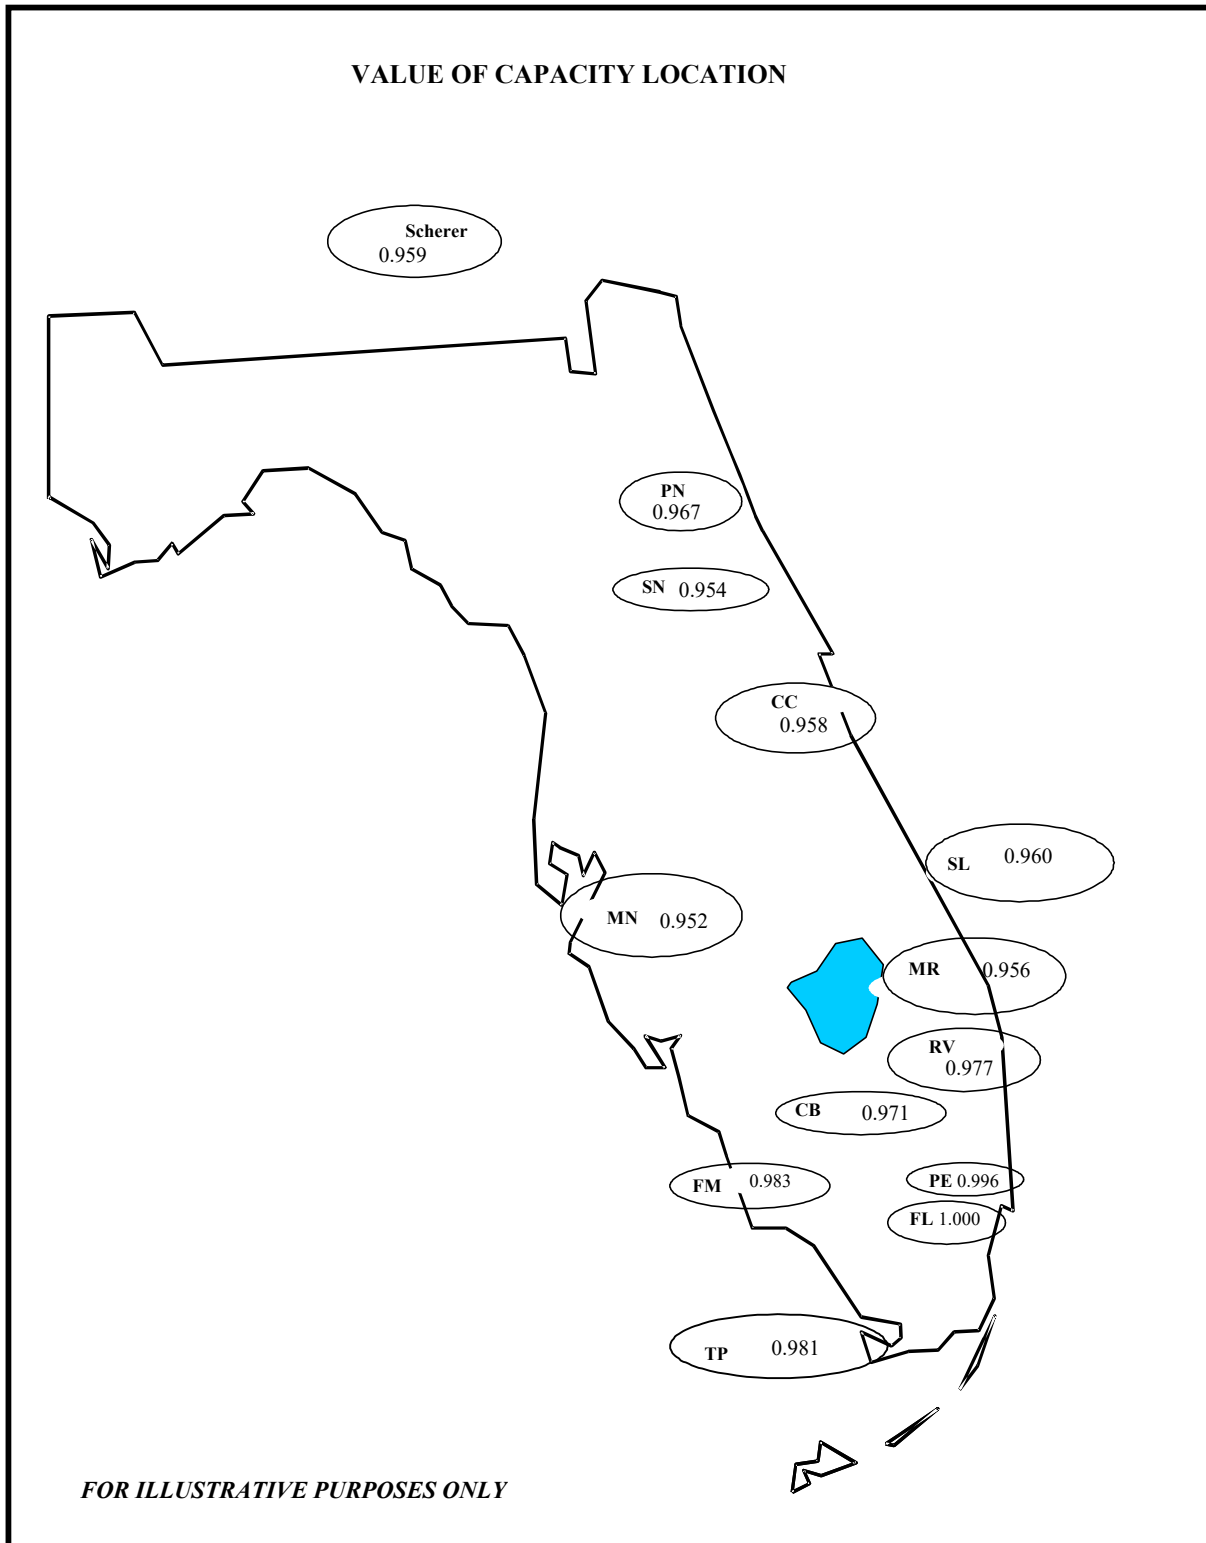 VALUE OF CAPACITY LOCATION
Scherer
0.959
PN
0.967
SN 0.954
CC
0.958
SL 0.960
MN 0.952
MR 0.956
RV
0.977
CB 0.971
FM 0.983
PE 0.996
FL 1.000
TP 0.981
FOR ILLUSTRATIVE PURPOSES ONLY